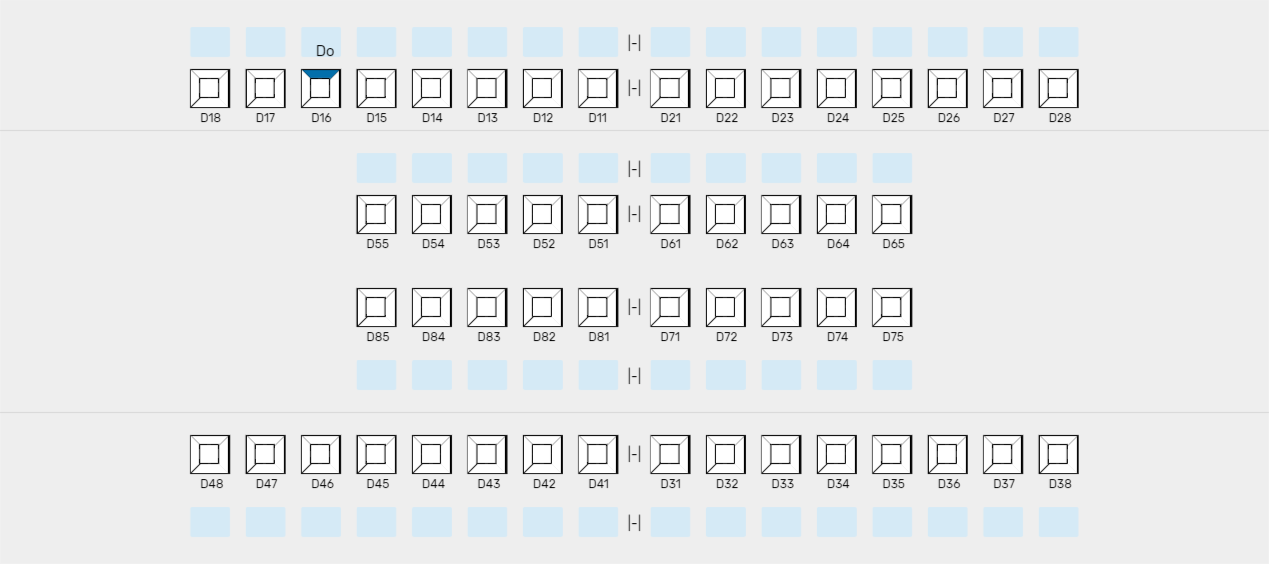 |-|
Do
|-|
D18 D17 D16 D15 D14 D13 D12 D11 D21 D22 D23 D24 D25 D26 D27 D28
|-|
|-|
D55 D54 D53 D52 D51 D61 D62 D63 D64 D65
|-|
D85 D84 D83 D82 D81 D71 D72 D73 D74 D75
|-|
|-|
D48 D47 D46 D45 D44 D43 D42 D41 D31 D32 D33 D34 D35 D36 D37 D38
|-|